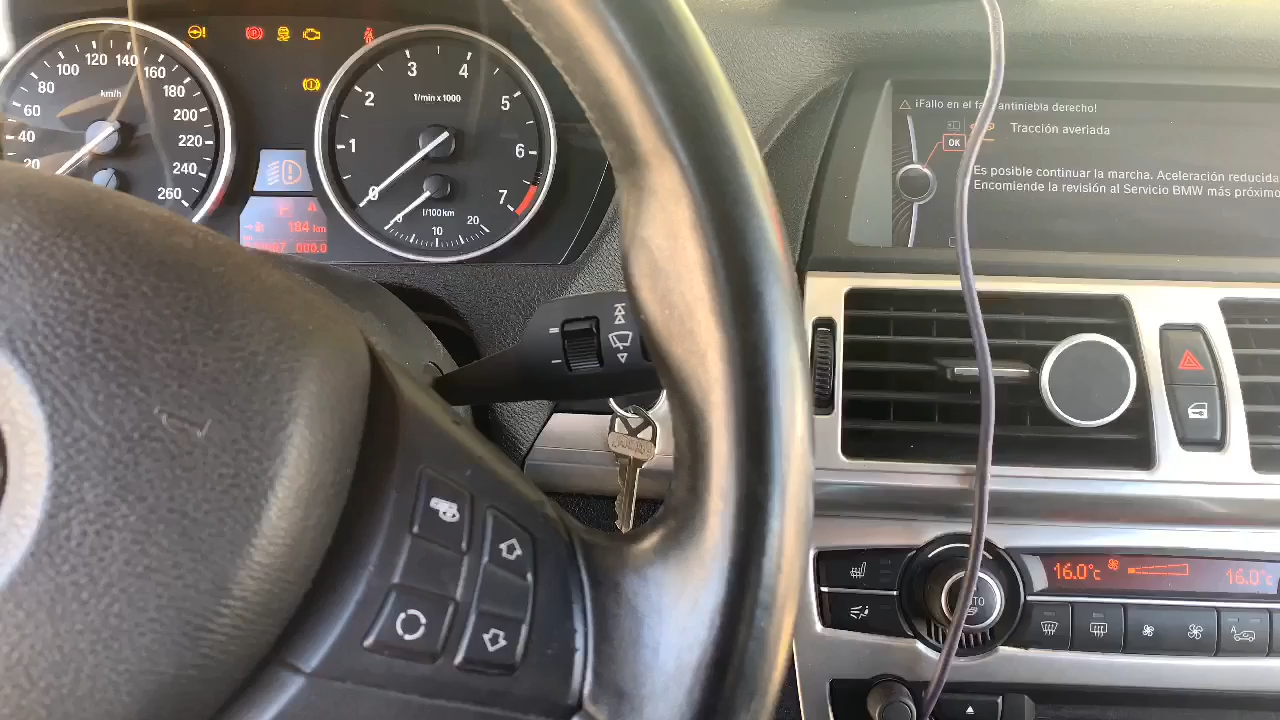 120 140
100 160
80 180
km/h
60 200
40 220
20 240
260
3 4
2 5
1/min x 1000
1 6
0 7
l/100km
20
10
184 km
000.0
¡Fallo en el antiniebla derecho!
OK
Tracción averiada
Es posible continuar la marcha. Aceleración reducida
Encomiende la revisión al Servicio BMW más próximo
16.0°c
16.0°c
A